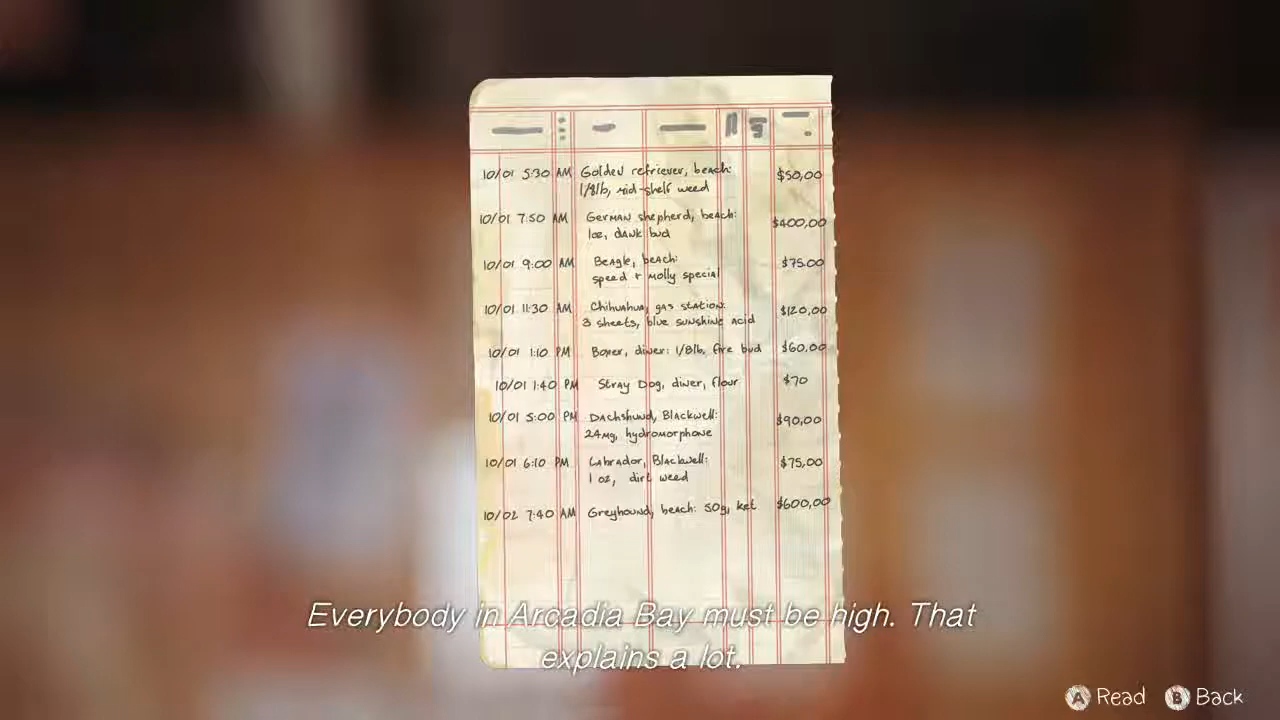 10/01 5:30 AM Golden retriever, beach: $50,00
1/8lb, mid-shelf weed
10/01 7:50 AM German shepherd, beach: $400,00
1oz, dank bud
10/01 9:00 AM Beagle, beach: $75.00
speed + molly special
10/01 11:30 AM Chihuahua, gas station: $120,00
3 sheets, blue sunshine acid
10/01 1:10 PM Boxer, diner: 1/8lb, fire bud $60.00
10/01 1:40 PM Stray Dog, diner, flour $70
10/01 5:00 PM Dachshund, Blackwell: $90,00
24mg, hydromorphone
10/01 6:10 PM Labrador, Blackwell: $75,00
1 oz, dirt weed
10/02 7:40 AM Greyhound, beach: 50g, ket $600,00
Everybody in Arcadia Bay must be high. That
explains a lot.
A Read B Back